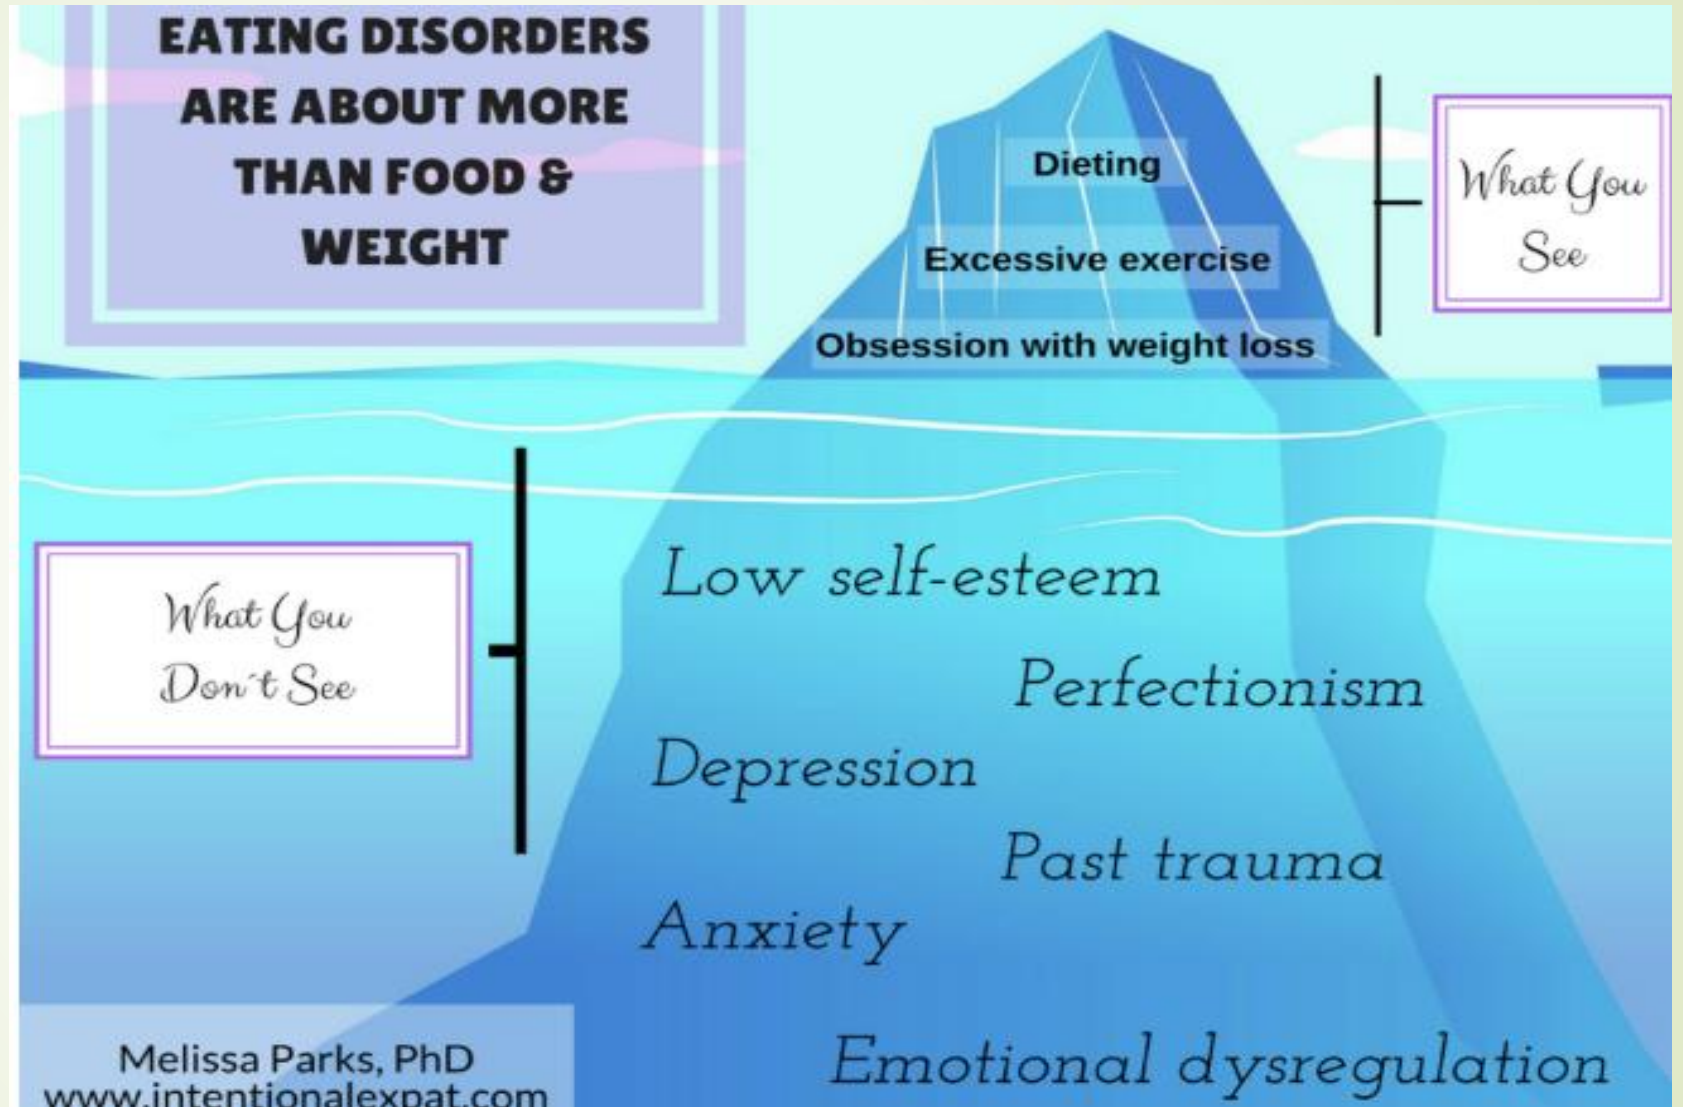 EATING DISORDERS
ARE ABOUT MORE
THAN FOOD &
WEIGHT
Dieting
Excessive exercise
Obsession with weight loss
What You
See
What You
Don´t See
Low self-esteem
Perfectionism
Depression
Past trauma
Anxiety
Emotional dysregulation
Melissa Parks, PhD
www.intentionalexpat.com